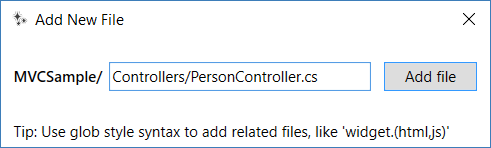 Add New File
MVCSample/ Controllers/PersonController.cs Add file
Tip: Use glob style syntax to add related files, like 'widget.(html,js)'